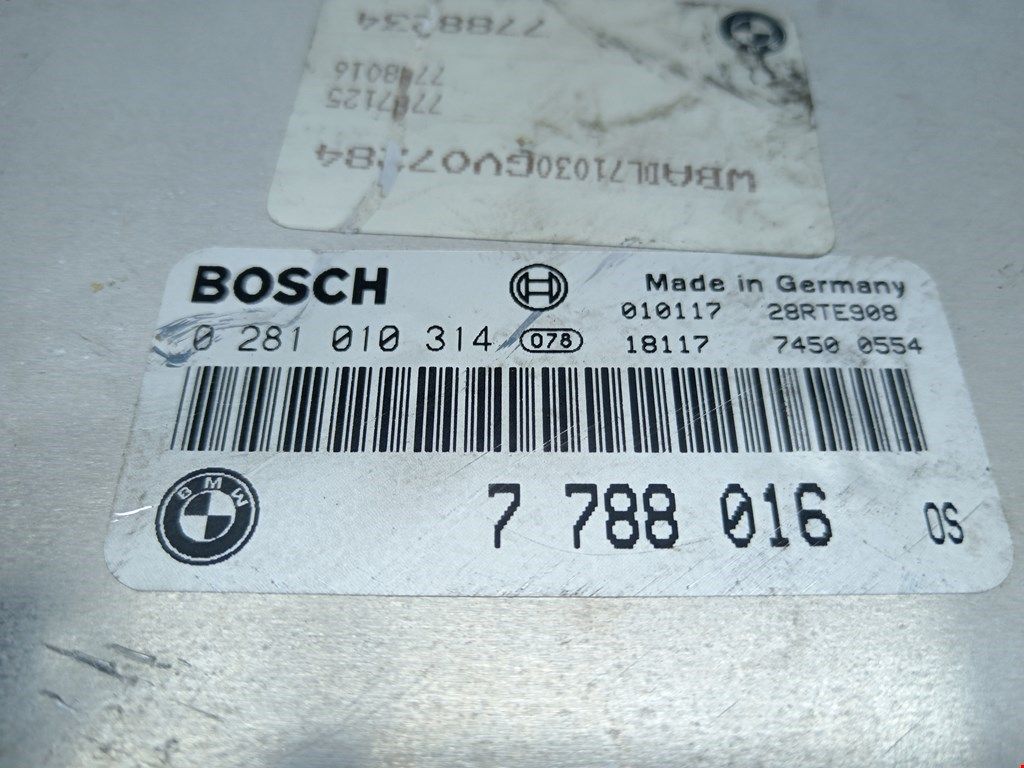 7788234
7788016
7787125
BOSCH
Made in Germany
010117 28RTE908
0 281 010 314 078 18117 7450 0554
BMW
7 788 016 OS